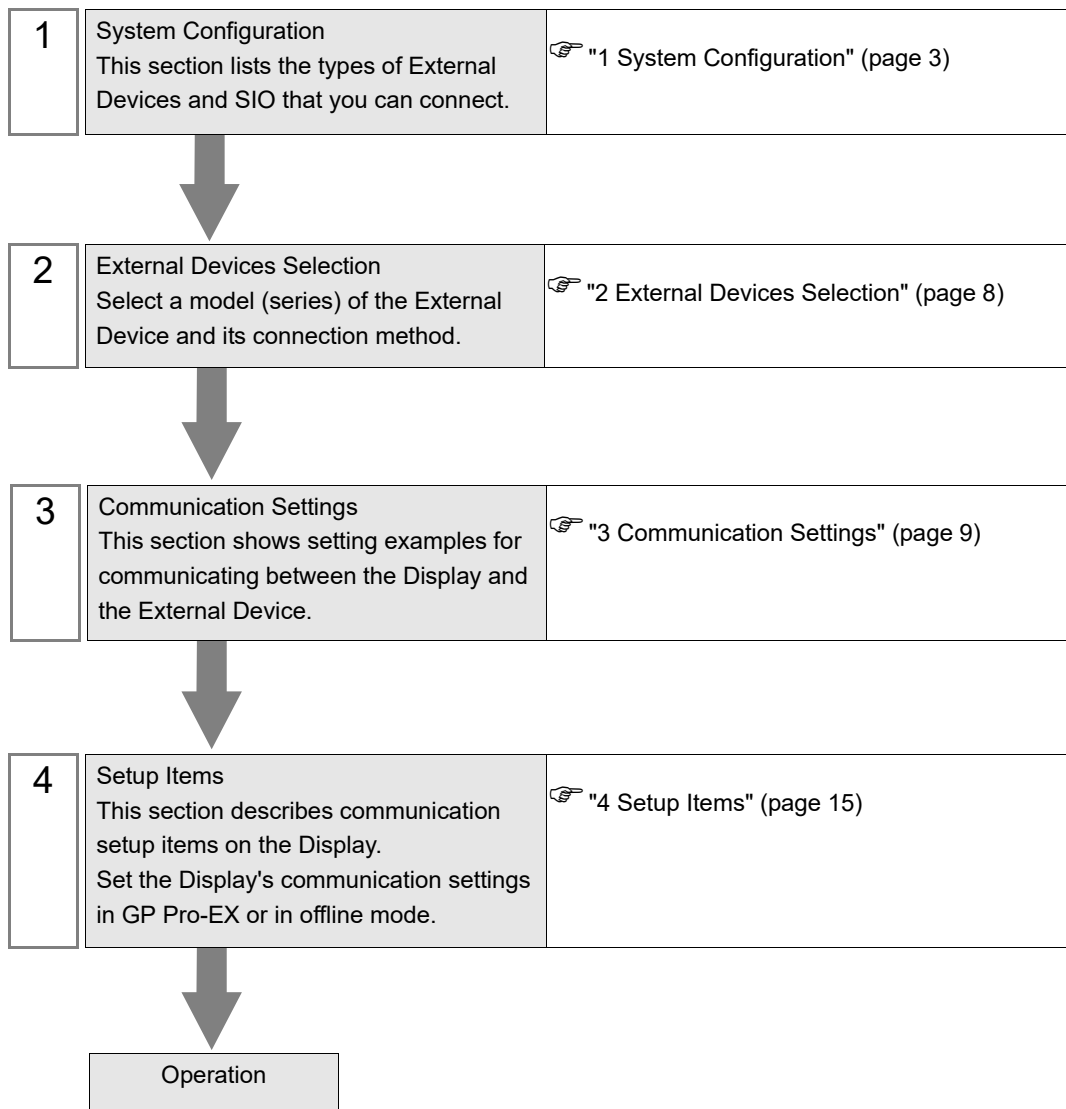 1
System Configuration
This section lists the types of External
Devices and SIO that you can connect.
☞ "1 System Configuration" (page 3)
2
External Devices Selection
Select a model (series) of the External
Device and its connection method.
☞ "2 External Devices Selection" (page 8)
3
Communication Settings
This section shows setting examples for
communicating between the Display and
the External Device.
☞ "3 Communication Settings" (page 9)
4
Setup Items
This section describes communication
setup items on the Display.
Set the Display's communication settings
in GP Pro-EX or in offline mode.
☞ "4 Setup Items" (page 15)
Operation